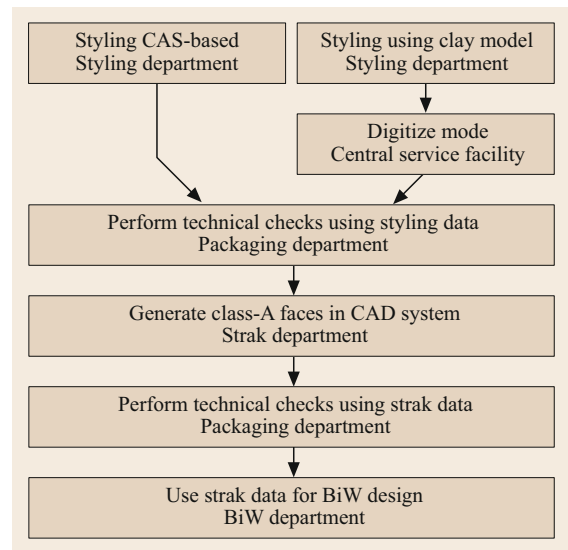 Styling CAS-based
Styling department
Styling using clay model
Styling department
Digitize mode
Central service facility
Perform technical checks using styling data
Packaging department
Generate class-A faces in CAD system
Strak department
Perform technical checks using strak data
Packaging department
Use strak data for BiW design
BiW department